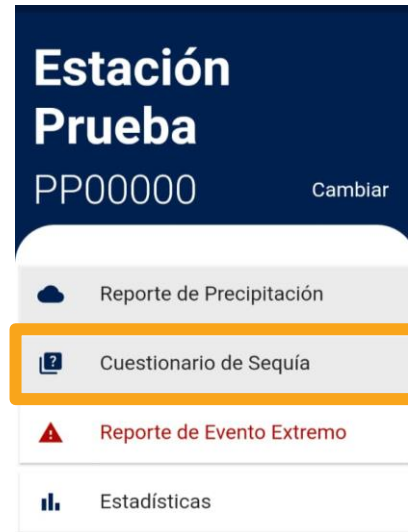 Estación
Prueba
PP00000
Cambiar
Reporte de Precipitación
Cuestionario de Sequía
Reporte de Evento Extremo
Estadísticas